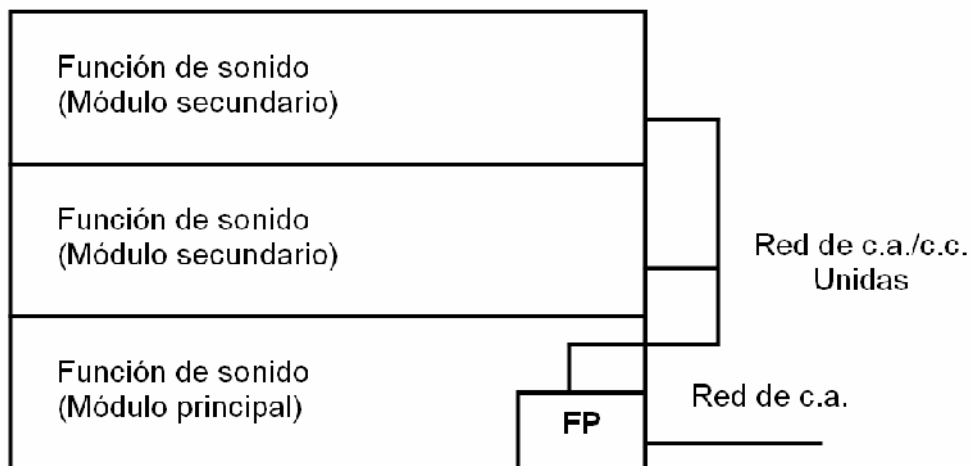 Función de sonido
(Módulo secundario)
Función de sonido
(Módulo secundario)
Red de c.a./c.c.
Unidas
Función de sonido
(Módulo principal)
FP
Red de c.a.